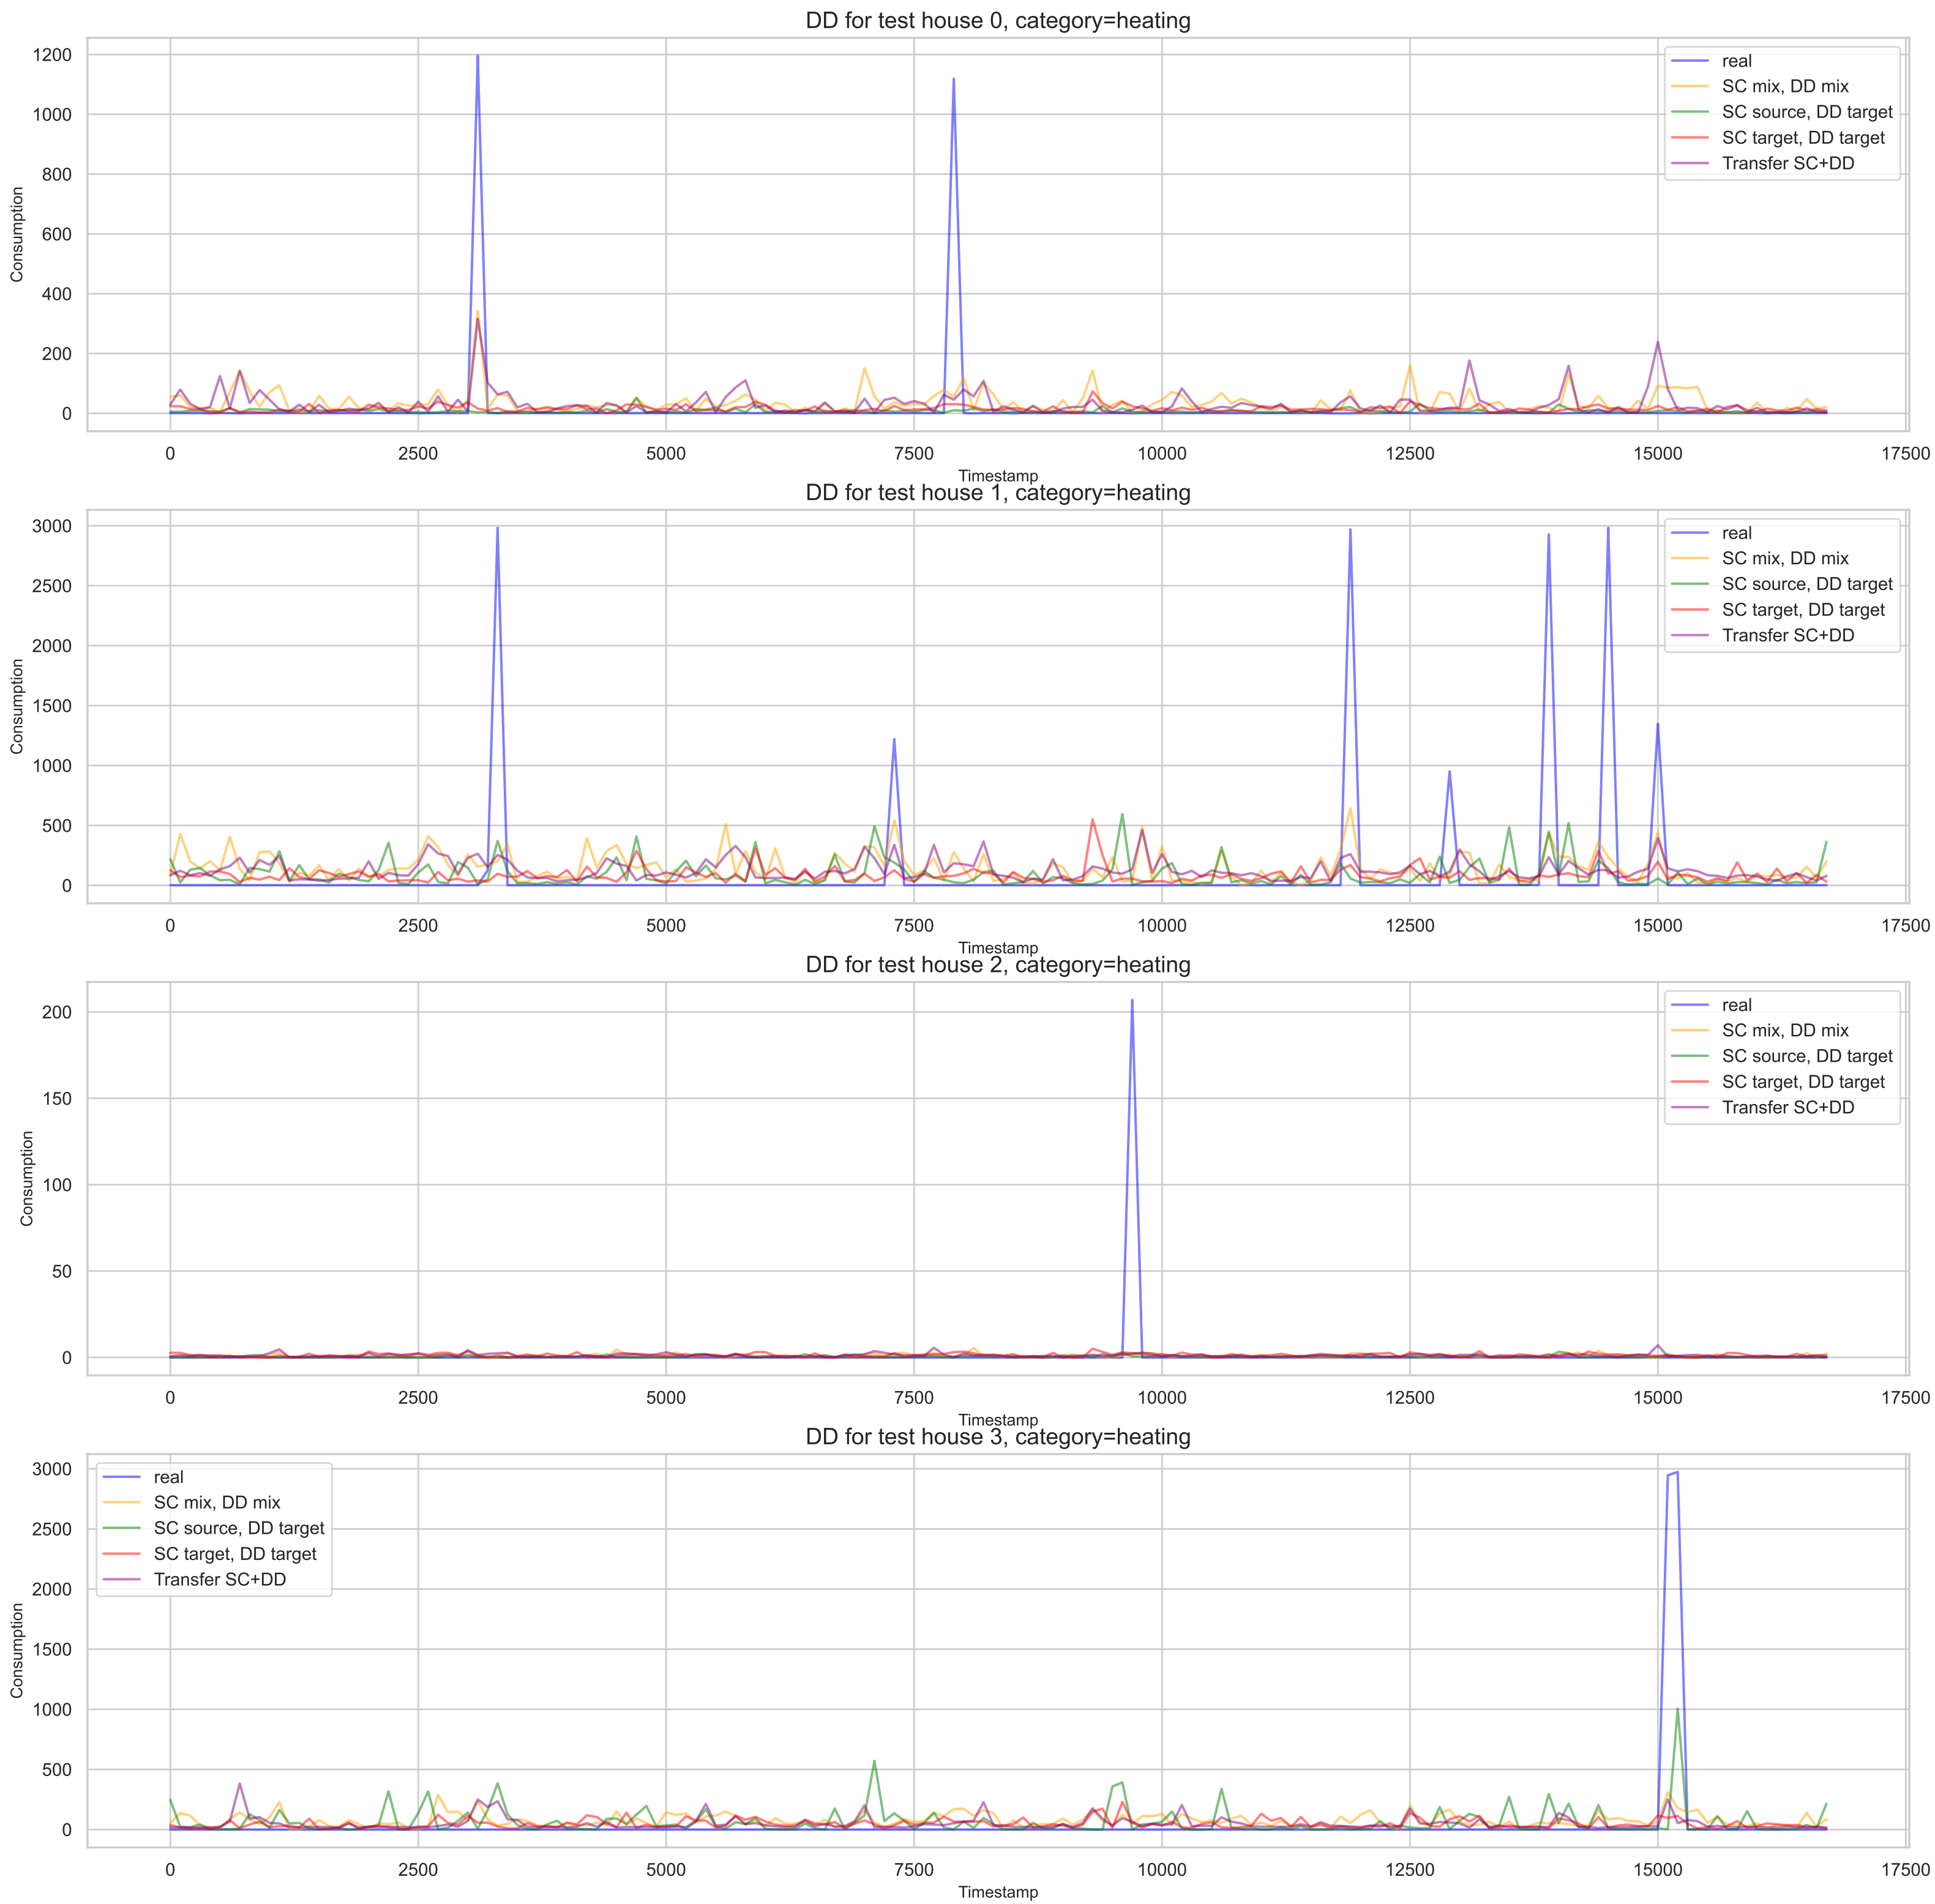 DD for test house 0, category=heating
1200
1000
800
600
400
200
0
Consumption
real
SC mix, DD mix
SC source, DD target
SC target, DD target
Transfer SC+DD
0 2500 5000 7500 10000 12500 15000 17500
Timestamp
DD for test house 1, category=heating
3000
2500
2000
1500
1000
500
0
Consumption
real
SC mix, DD mix
SC source, DD target
SC target, DD target
Transfer SC+DD
0 2500 5000 7500 10000 12500 15000 17500
Timestamp
DD for test house 2, category=heating
200
150
100
50
0
Consumption
real
SC mix, DD mix
SC source, DD target
SC target, DD target
Transfer SC+DD
0 2500 5000 7500 10000 12500 15000 17500
Timestamp
DD for test house 3, category=heating
3000
2500
2000
1500
1000
500
0
Consumption
real
SC mix, DD mix
SC source, DD target
SC target, DD target
Transfer SC+DD
0 2500 5000 7500 10000 12500 15000 17500
Timestamp